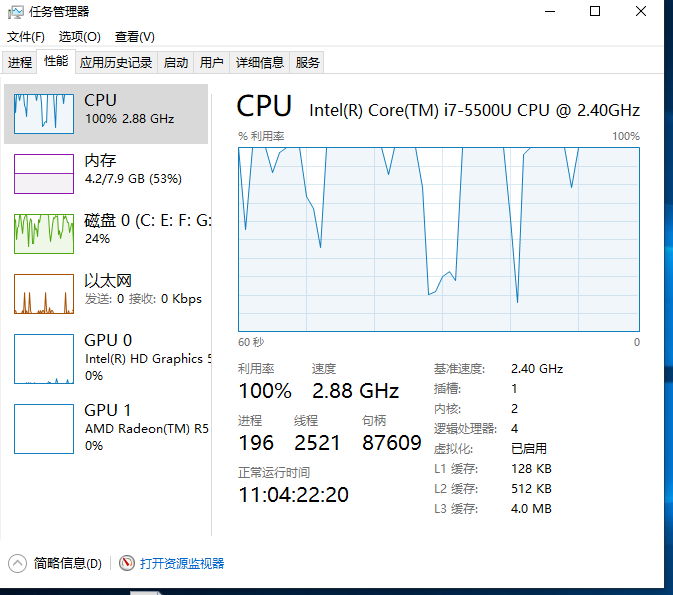 任务管理器
文件(F) 选项(O) 查看(V)
进程 性能 应用历史记录 启动 用户 详细信息 服务
CPU
100% 2.88 GHz
内存
4.2/7.9 GB (53%)
磁盘 0 (C: E: F: G:
24%
以太网
发送: 0 接收: 0 Kbps
GPU 0
Intel(R) HD Graphics 5
0%
GPU 1
AMD Radeon(TM) R5
0%
CPU Intel(R) Core(TM) i7-5500U CPU @ 2.40GHz
% 利用率 100%
60 秒 0
利用率 速度
100% 2.88 GHz
进程 线程 句柄
196 2521 87609
正常运行时间
11:04:22:20
基准速度: 2.40 GHz
插槽: 1
内核: 2
逻辑处理器: 4
虚拟化: 已启用
L1 缓存: 128 KB
L2 缓存: 512 KB
L3 缓存: 4.0 MB
简略信息(D) 打开资源监视器